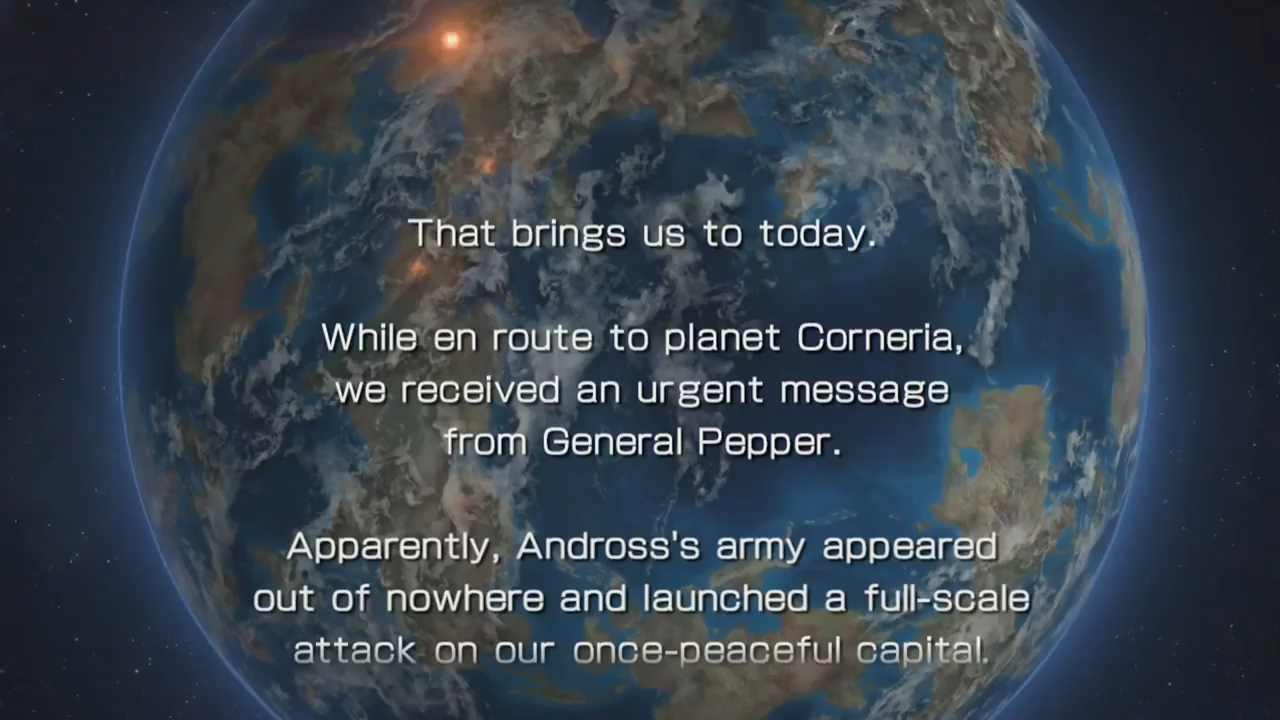 That brings us to today.
While en route to planet Corneria,
we received an urgent message
from General Pepper.
Apparently, Andross's army appeared
out of nowhere and launched a full-scale
attack on our once-peaceful capital.